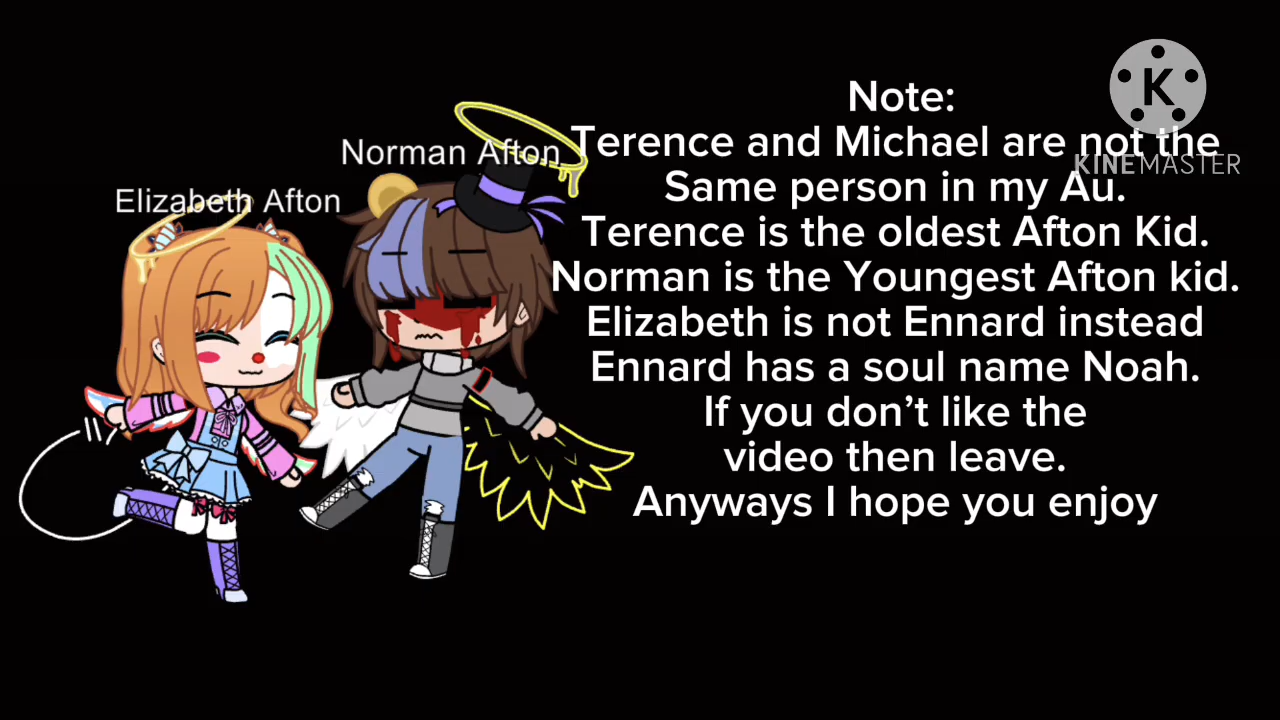 Note:
Terence and Michael are not the
Same person in my Au.
Terence is the oldest Afton Kid.
Norman is the Youngest Afton kid.
Elizabeth is not Ennard instead
Ennard has a soul name Noah.
If you don’t like the
video then leave.
Anyways I hope you enjoy
Norman Afton
Elizabeth Afton
K
KINEMASTER